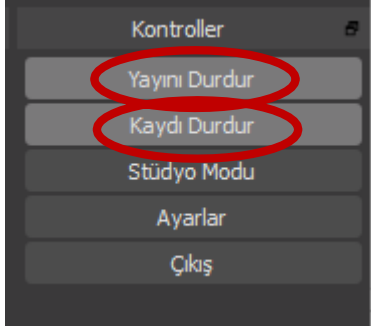 Kontroller
Yayını Durdur
Kaydı Durdur
Stüdyo Modu
Ayarlar
Çıkış